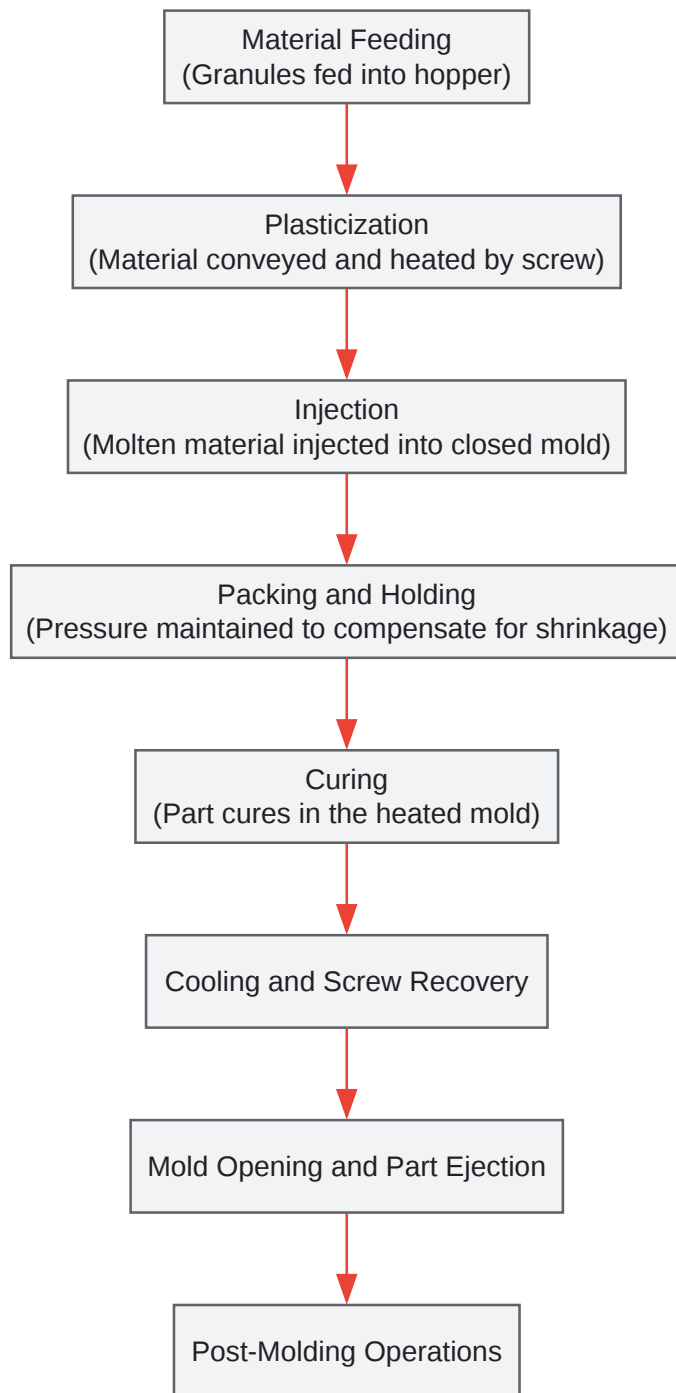 Material Feeding
(Granules fed into hopper)
Plasticization
(Material conveyed and heated by screw)
Injection
(Molten material injected into closed mold)
Packing and Holding
(Pressure maintained to compensate for shrinkage)
Curing
(Part cures in the heated mold)
Cooling and Screw Recovery
Mold Opening and Part Ejection
Post-Molding Operations